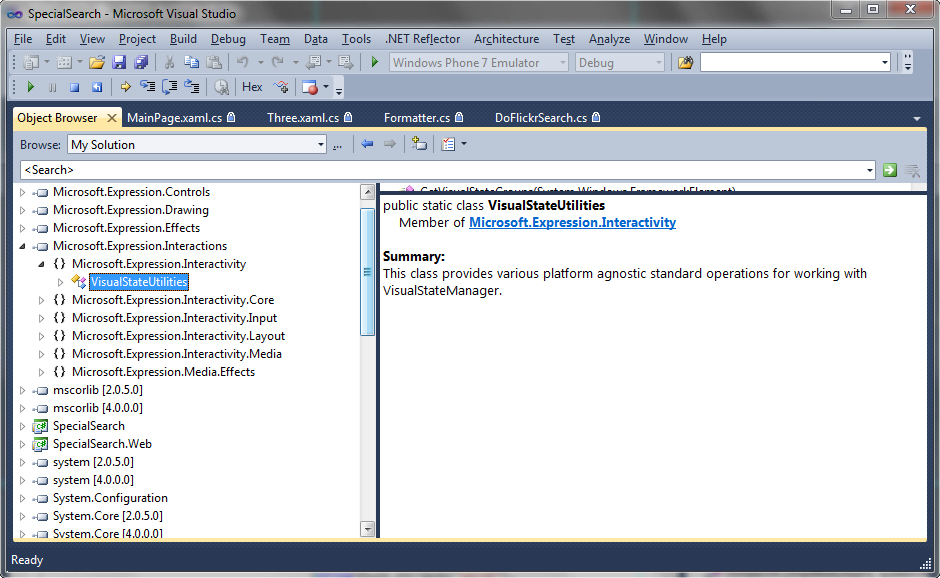 SpecialSearch - Microsoft Visual Studio
File Edit View Project Build Debug Team Data Tools .NET Reflector Architecture Test Analyze Window Help
Windows Phone 7 Emulator Debug
Hex
Object Browser MainPage.xaml.cs Three.xaml.cs Formatter.cs DoFlickrSearch.cs
Browse: My Solution ...
<Search>
Microsoft.Expression.Controls
Microsoft.Expression.Drawing
Microsoft.Expression.Effects
Microsoft.Expression.Interactions
{} Microsoft.Expression.Interactivity
VisualStateUtilities
{} Microsoft.Expression.Interactivity.Core
{} Microsoft.Expression.Interactivity.Input
{} Microsoft.Expression.Interactivity.Layout
{} Microsoft.Expression.Interactivity.Media
{} Microsoft.Expression.Media.Effects
mscorlib [2.0.5.0]
mscorlib [4.0.0.0]
SpecialSearch
SpecialSearch.Web
system [2.0.5.0]
system [4.0.0.0]
System.Configuration
System.Core [2.0.5.0]
System.Core [4.0.0.0]
GetVisualStateGroups(System.Windows.FrameworkElement)
public static class VisualStateUtilities
Member of Microsoft.Expression.Interactivity
Summary:
This class provides various platform agnostic standard operations for working with
VisualStateManager.
Ready